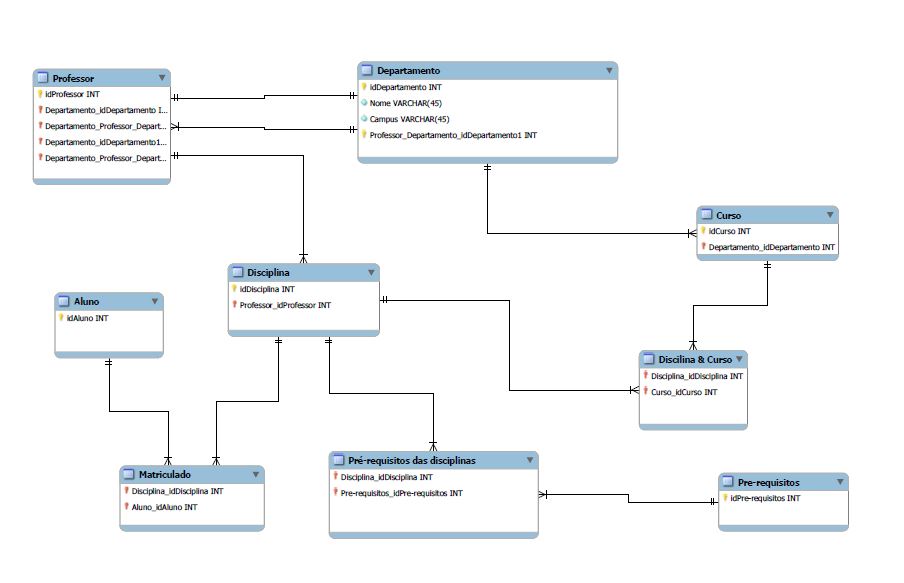 Professor
idProfessor INT
Departamento_idDepartamento I...
Departamento_Professor_Depart...
Departamento_idDepartamento1...
Departamento_Professor_Depart...
Departamento
idDepartamento INT
Nome VARCHAR(45)
Campus VARCHAR(45)
Professor_Departamento_idDepartamento1 INT
Curso
idCurso INT
Departamento_idDepartamento INT
Disciplina
idDisciplina INT
Professor_idProfessor INT
Aluno
idAluno INT
Discilina & Curso
Disciplina_idDisciplina INT
Curso_idCurso INT
Matriculado
Disciplina_idDisciplina INT
Aluno_idAluno INT
Pré-requisitos das disciplinas
Disciplina_idDisciplina INT
Pre-requisitos_idPre-requisitos INT
Pre-requisitos
idPre-requisitos INT